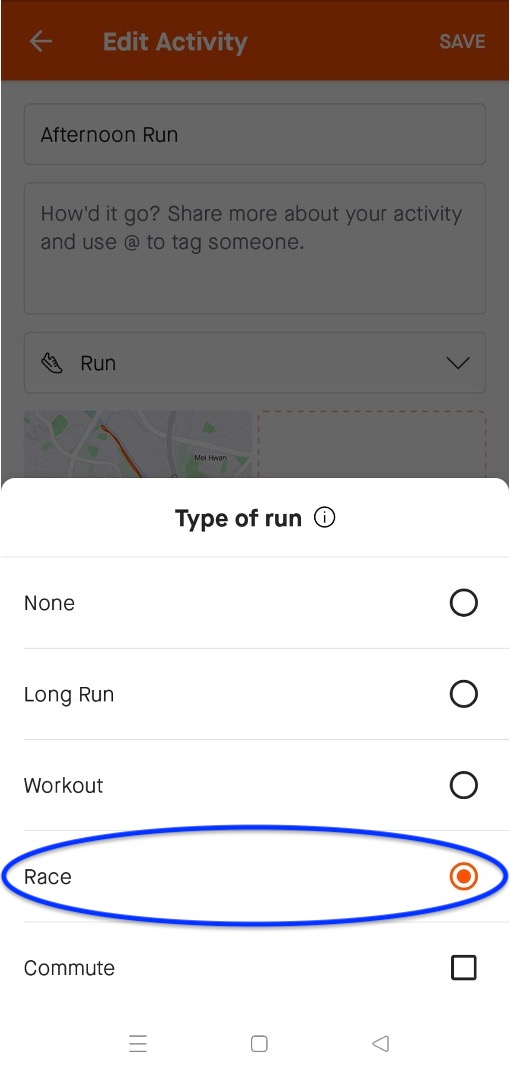 Edit Activity SAVE
Afternoon Run
How'd it go? Share more about your activity
and use @ to tag someone.
Run
Mei Hwan
Type of run
None
Long Run
Workout
Race
Commute